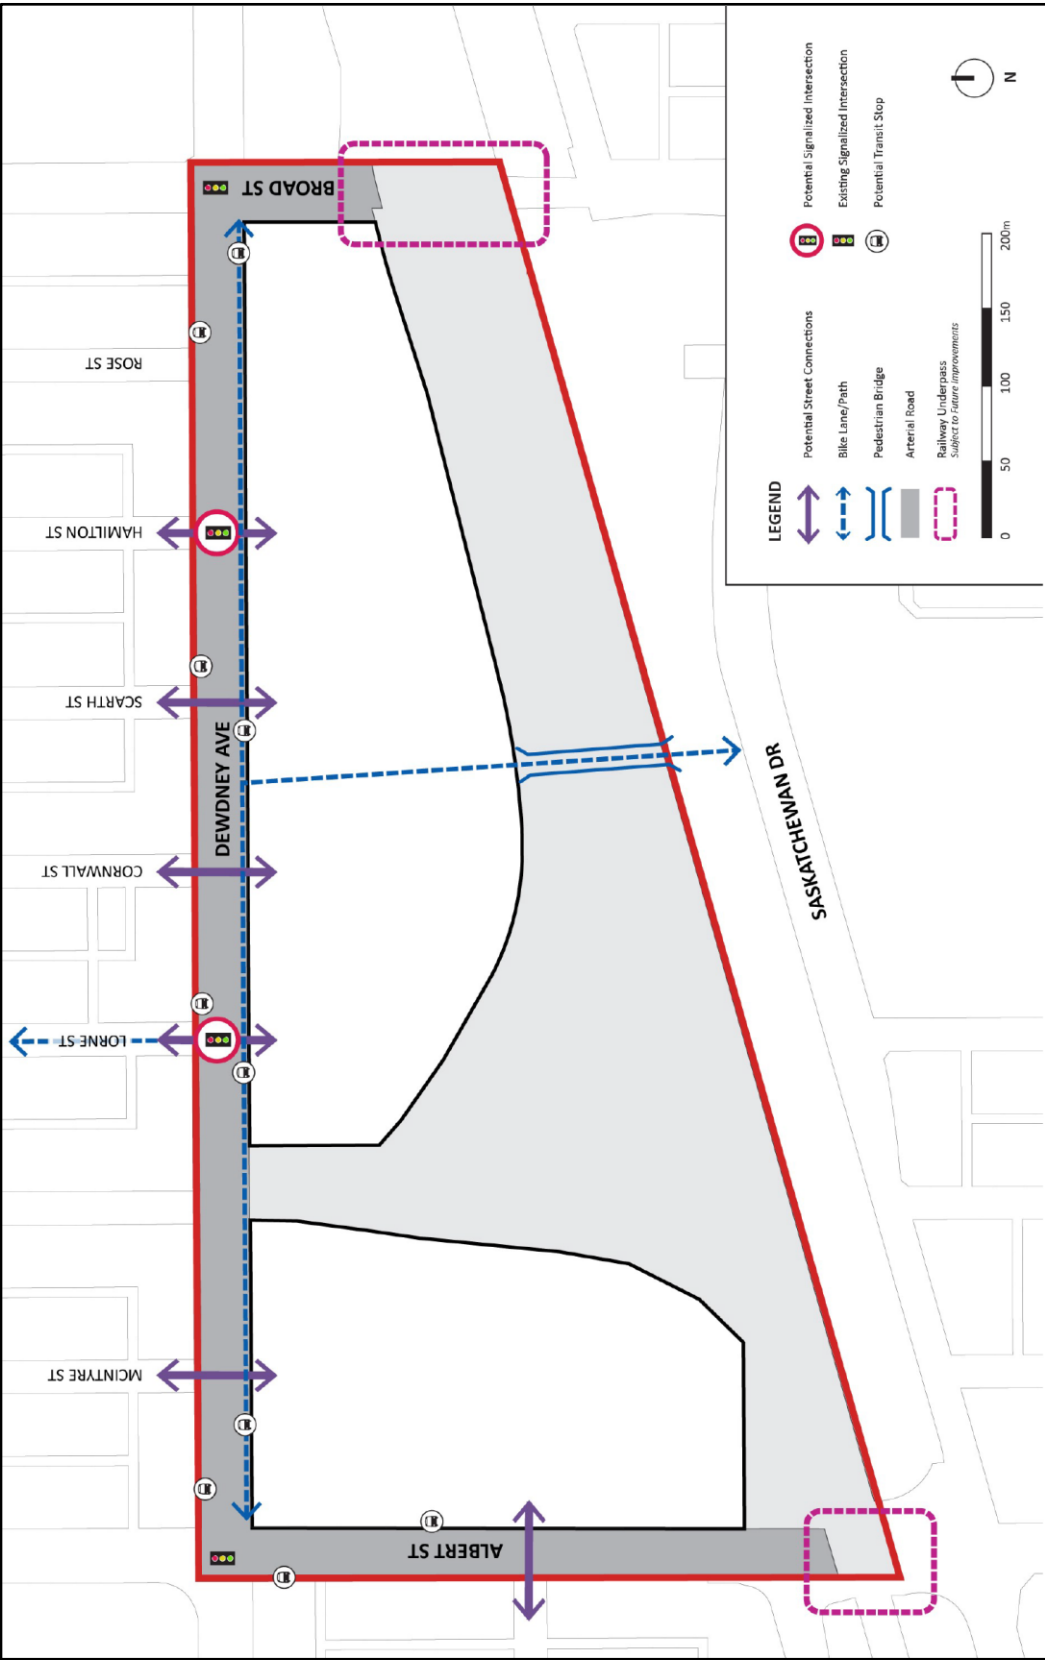 MCINTYRE ST
LORNE ST
CORNWALL ST
SCARTH ST
HAMILTON ST
ROSE ST
DEWDNEY AVE
ALBERT ST
BROAD ST
SASKATCHEWAN DR
LEGEND
Potential Street Connections
Bike Lane/Path
Pedestrian Bridge
Arterial Road
Railway Underpass
Subject to Future Improvements
Potential Signalized Intersection
Existing Signalized Intersection
Potential Transit Stop
0
50
100
150
200m
N